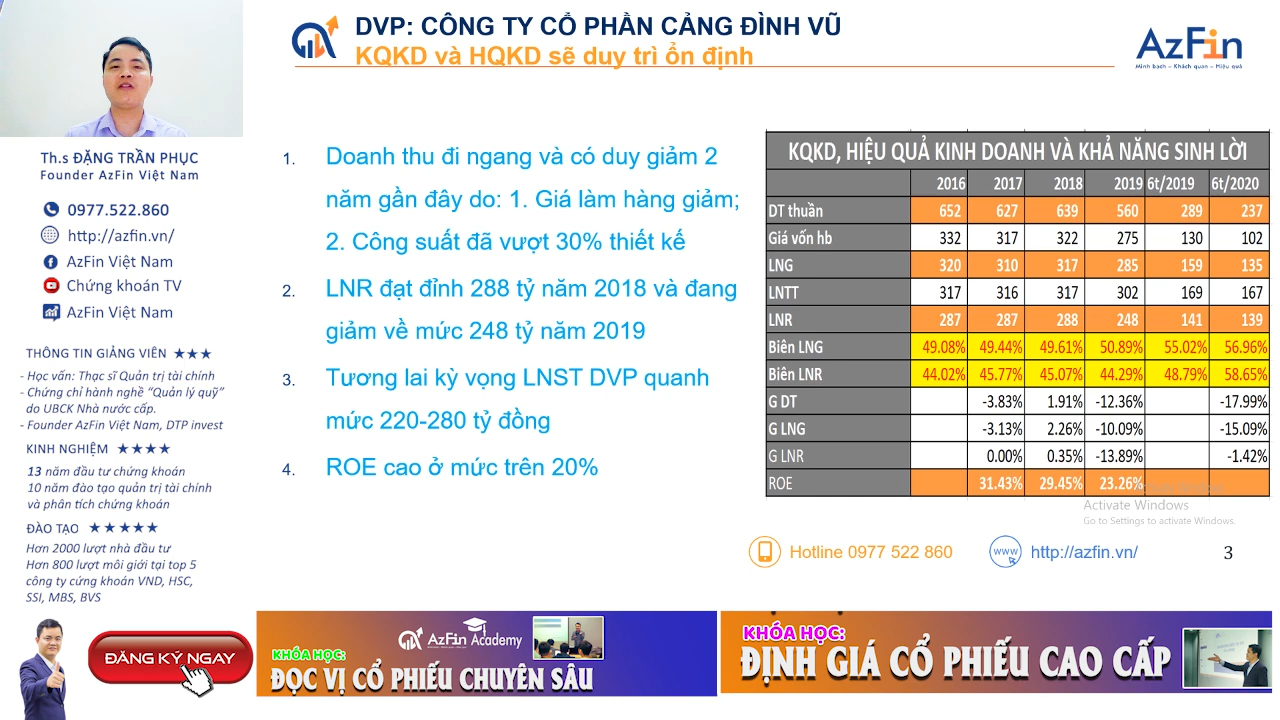 DVP: CÔNG TY CỔ PHẦN CẢNG ĐÌNH VŨ
KQKD và HQKD sẽ duy trì ổn định
AzFin
Minh bạch – Khách quan – Hiệu quả
Th.s ĐẶNG TRẦN PHỤC
Founder AzFin Việt Nam
0977.522.860
http://azfin.vn/
AzFin Việt Nam
Chứng khoán TV
AzFin Việt Nam
THÔNG TIN GIẢNG VIÊN ★★★
- Học vấn: Thạc sĩ Quản trị tài chính
- Chứng chỉ hành nghề “Quản lý quỹ”
do UBCK Nhà nước cấp.
- Founder AzFin Việt Nam, DTP invest
KINH NGHIỆM ★★★★
13 năm đầu tư chứng khoán
10 năm đào tạo quản trị tài chính
và phân tích chứng khoán
ĐÀO TẠO ★★★★★
Hơn 2000 lượt nhà đầu tư
Hơn 800 lượt môi giới tại top 5
công ty cứng khoán VND, HSC,
SSI, MBS, BVS
ĐĂNG KÝ NGAY
1. Doanh thu đi ngang và có duy giảm 2
năm gần đây do: 1. Giá làm hàng giảm;
2. Công suất đã vượt 30% thiết kế
2. LNR đạt đỉnh 288 tỷ năm 2018 và đang
giảm về mức 248 tỷ năm 2019
3. Tương lai kỳ vọng LNST DVP quanh
mức 220-280 tỷ đồng
4. ROE cao ở mức trên 20%
KQKD, HIỆU QUẢ KINH DOANH VÀ KHẢ NĂNG SINH LỜI
2016 2017 2018 2019 6t/2019 6t/2020
DT thuần 652 627 639 560 289 237
Giá vốn hb 332 317 322 275 130 102
LNG 320 310 317 285 159 135
LNTT 317 316 317 302 169 167
LNR 287 287 288 248 141 139
Biên LNG 49.08% 49.44% 49.61% 50.89% 55.02% 56.96%
Biên LNR 44.02% 45.77% 45.07% 44.29% 48.79% 58.65%
G DT -3.83% 1.91% -12.36% -17.99%
G LNG -3.13% 2.26% -10.09% -15.09%
G LNR 0.00% 0.35% -13.89% -1.42%
ROE 31.43% 29.45% 23.26%
Activate Windows
Go to Settings to activate Windows.
Hotline 0977 522 860
www
http://azfin.vn/
3
AzFin Academy
KHÓA HỌC:
ĐỌC VỊ CỔ PHIẾU CHUYÊN SÂU
KHÓA HỌC:
ĐỊNH GIÁ CỔ PHIẾU CAO CẤP